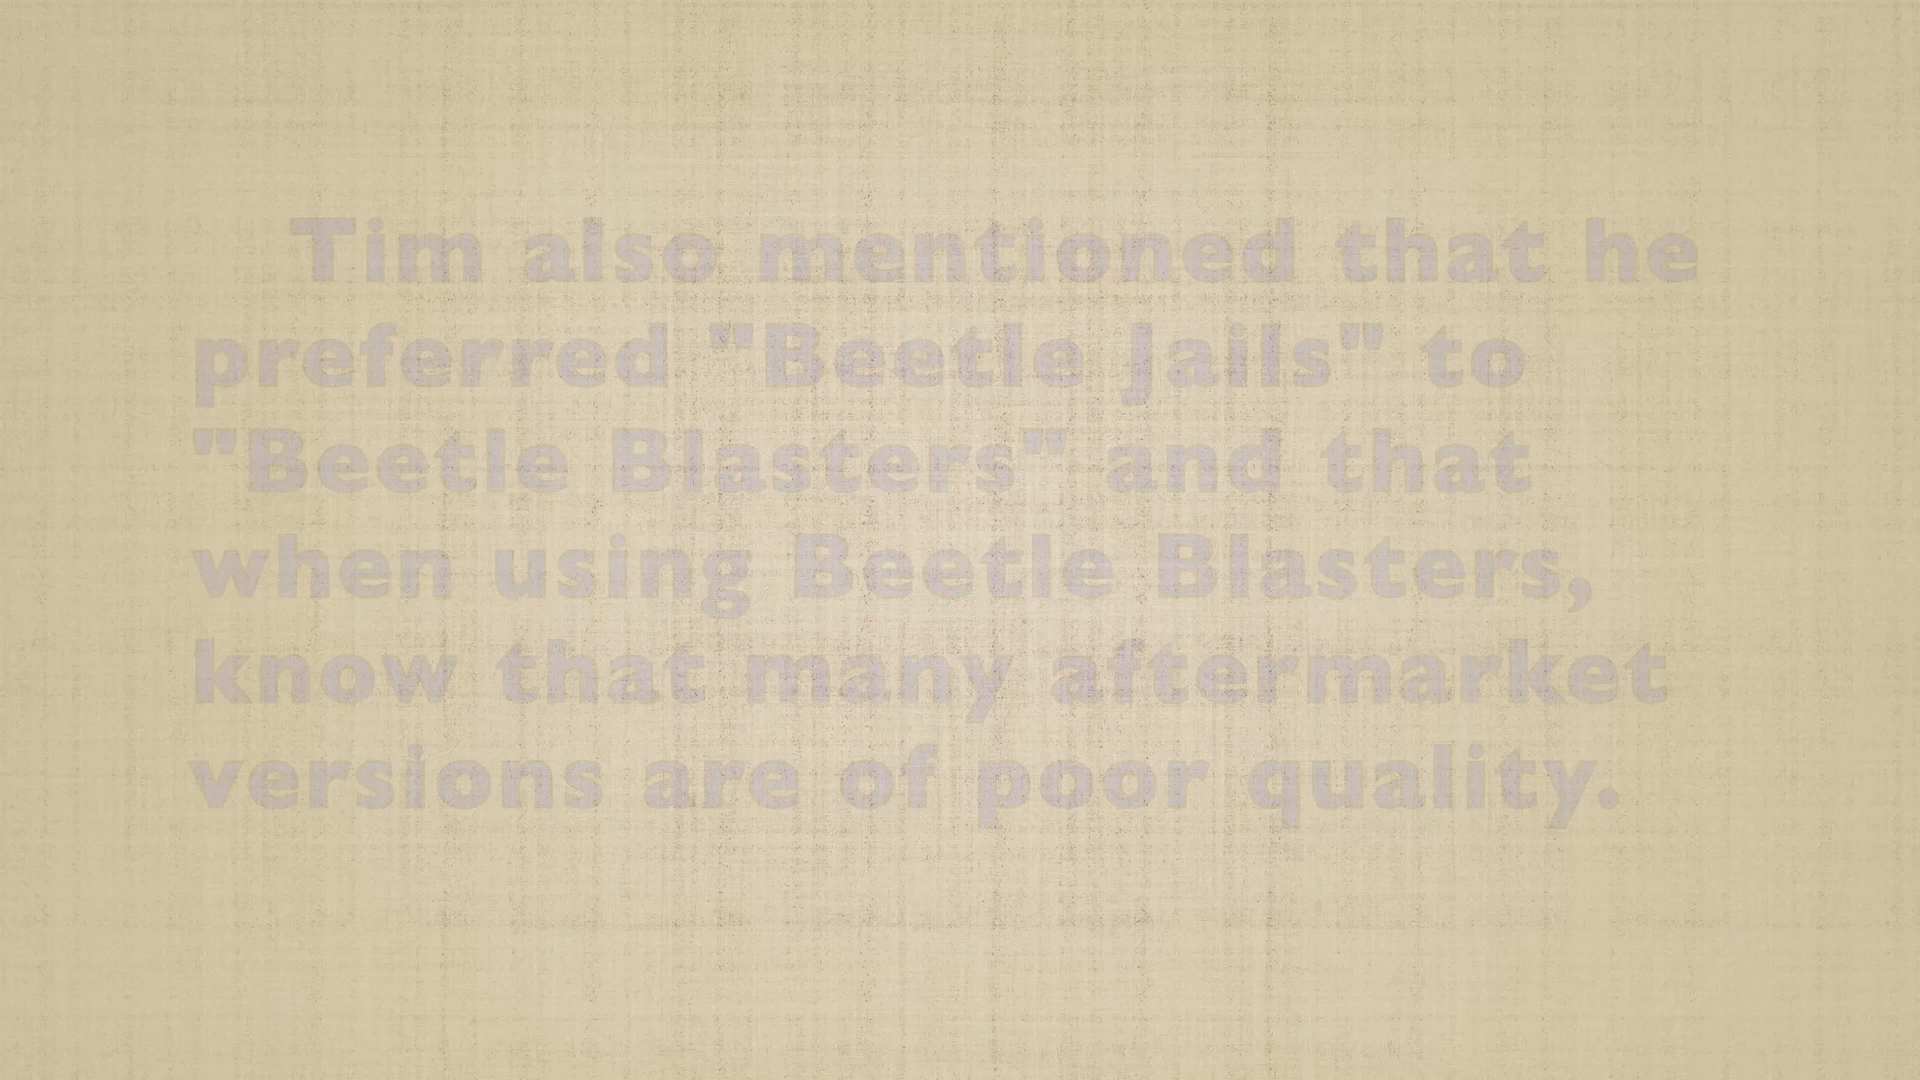 Tim also mentioned that he
preferred "Beetle Jails" to
"Beetle Blasters" and that
when using Beetle Blasters,
know that many aftermarket
versions are of poor quality.